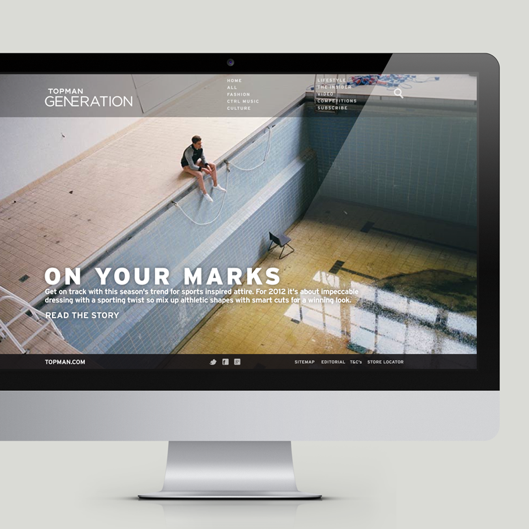 TOPMAN
GENERATION
HOME
ALL
FASHION
CTRL MUSIC
CULTURE
LIFESTYLE
THE INSIDER
VIDEO
COMPETITIONS
SUBSCRIBE
ON YOUR MARKS
Get on track with this season's trend for sports inspired attire. For 2012 it's about impeccable
dressing with a sporting twist so mix up althletic shapes with smart cuts for a winning look.
READ THE STORY
TOPMAN.COM
SITEMAP EDITORIAL T&C's STORE LOCATOR